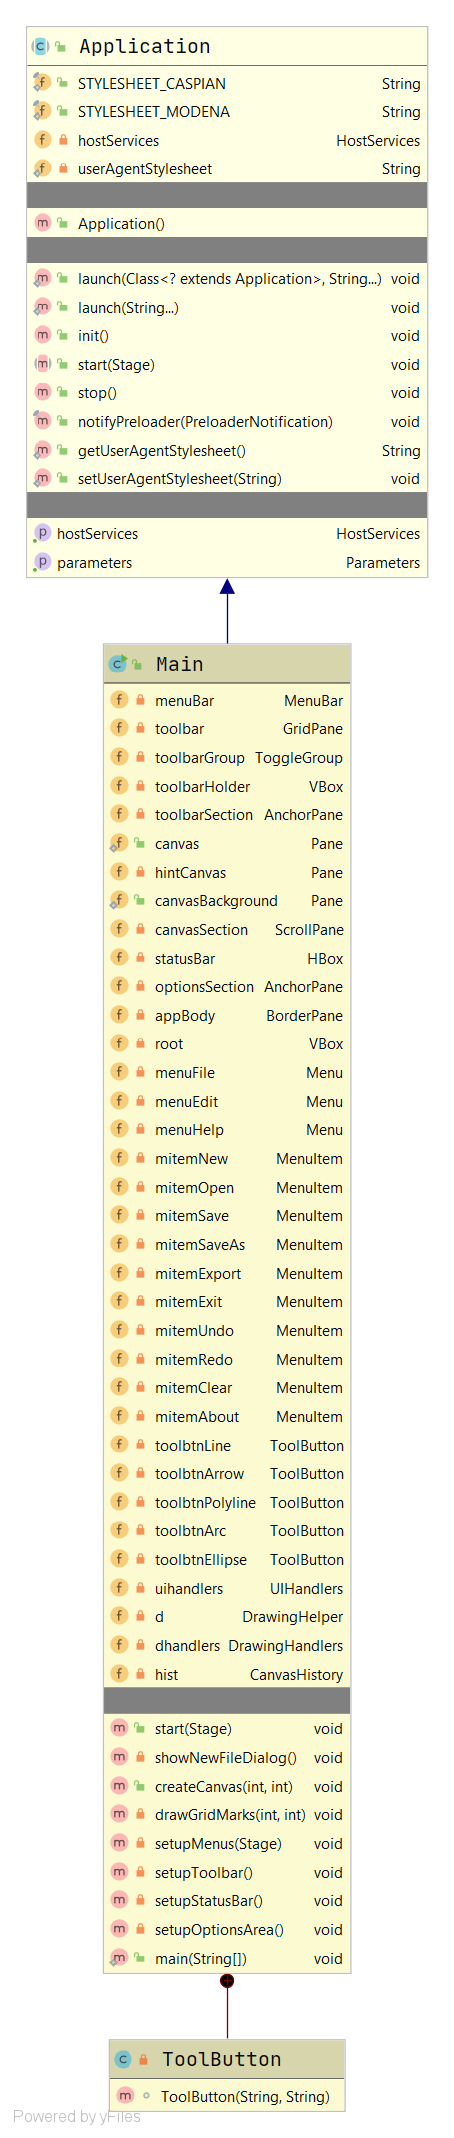 Application
STYLESHEET_CASPIAN String
STYLESHEET_MODENA String
hostServices HostServices
userAgentStylesheet String
Application()
launch(Class<? extends Application>, String...) void
launch(String...) void
init() void
start(Stage) void
stop() void
notifyPreloader(PreloaderNotification) void
getUserAgentStylesheet() String
setUserAgentStylesheet(String) void
hostServices HostServices
parameters Parameters
Main
menuBar MenuBar
toolbar GridPane
toolbarGroup ToggleGroup
toolbarHolder VBox
toolbarSection AnchorPane
canvas Pane
hintCanvas Pane
canvasBackground Pane
canvasSection ScrollPane
statusBar HBox
optionsSection AnchorPane
appBody BorderPane
root VBox
menuFile Menu
menuEdit Menu
menuHelp Menu
mitemNew MenuItem
mitemOpen MenuItem
mitemSave MenuItem
mitemSaveAs MenuItem
mitemExport MenuItem
mitemExit MenuItem
mitemUndo MenuItem
mitemRedo MenuItem
mitemClear MenuItem
mitemAbout MenuItem
toolbtnLine ToolButton
toolbtnArrow ToolButton
toolbtnPolyline ToolButton
toolbtnArc ToolButton
toolbtnEllipse ToolButton
uihandlers UIHandlers
d DrawingHelper
dhandlers DrawingHandlers
hist CanvasHistory
start(Stage) void
showNewFileDialog() void
createCanvas(int, int) void
drawGridMarks(int, int) void
setupMenus(Stage) void
setupToolbar() void
setupStatusBar() void
setupOptionsArea() void
main(String[]) void
ToolButton
ToolButton(String, String)
Powered by yFiles